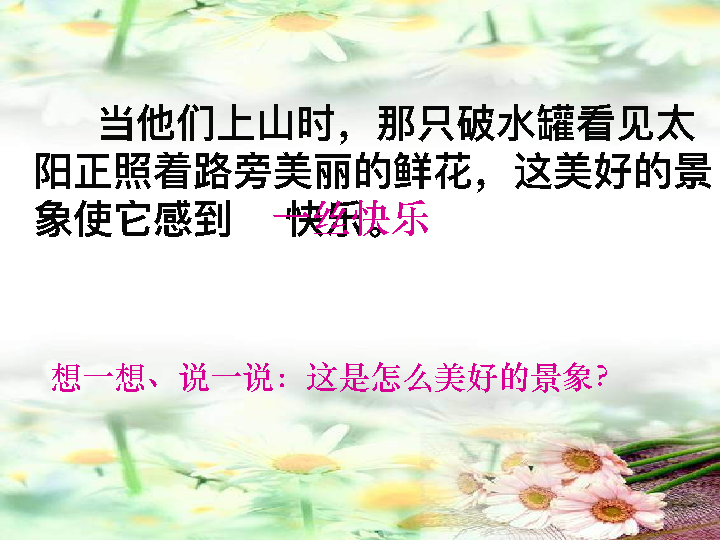 当他们上山时，那只破水罐看见太
阳正照着路旁美丽的鲜花，这美好的景
象使它感到 快乐。
一丝快乐
想一想、说一说：这是怎么美好的景象？